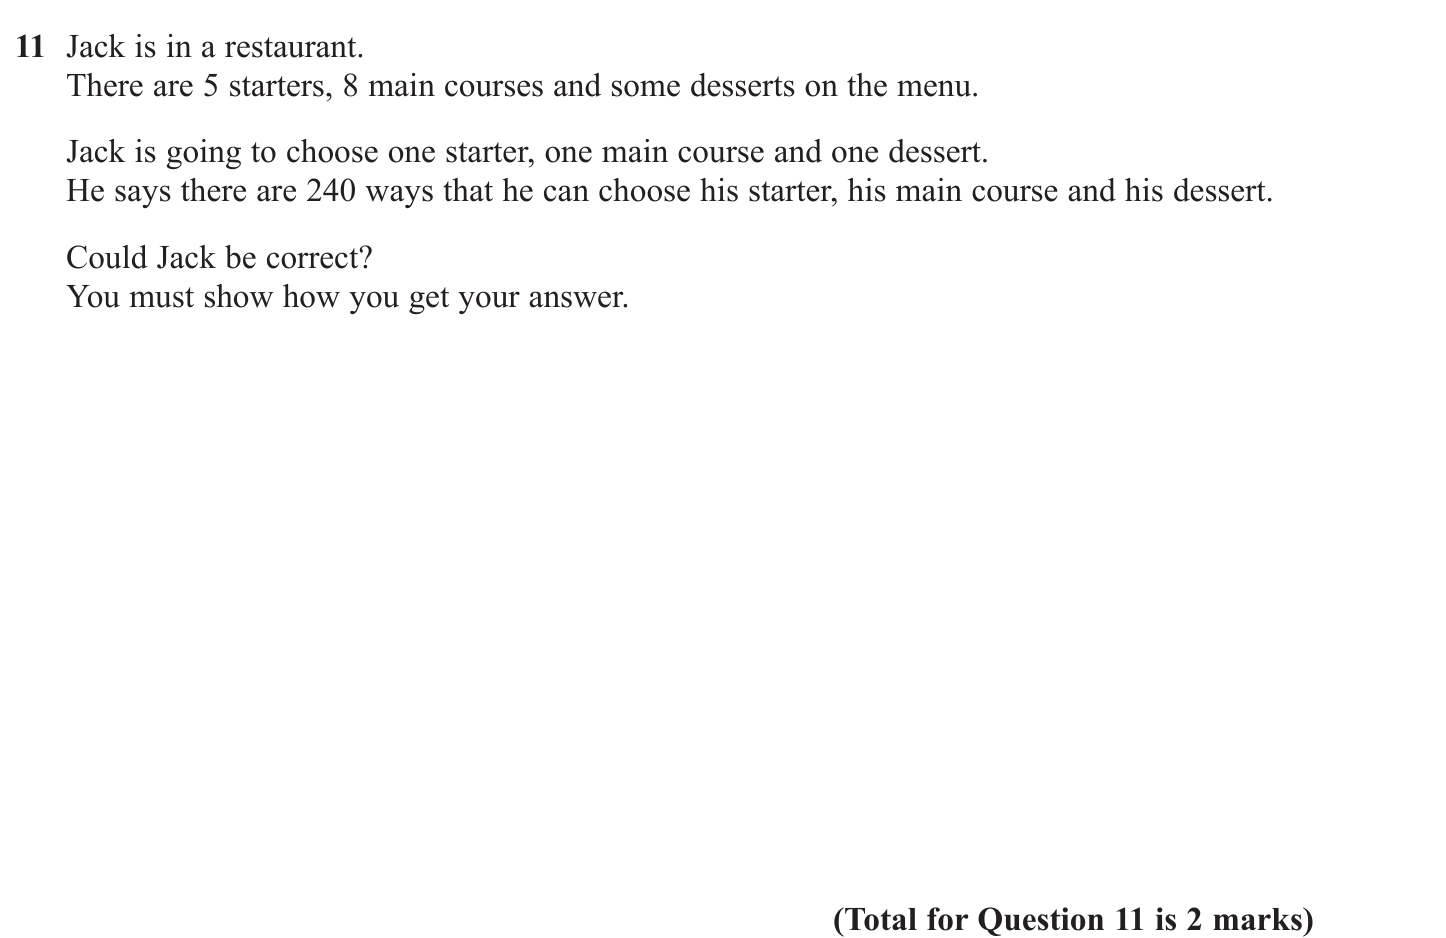 11 Jack is in a restaurant.
There are 5 starters, 8 main courses and some desserts on the menu.
Jack is going to choose one starter, one main course and one dessert.
He says there are 240 ways that he can choose his starter, his main course and his dessert.
Could Jack be correct?
You must show how you get your answer.
(Total for Question 11 is 2 marks)